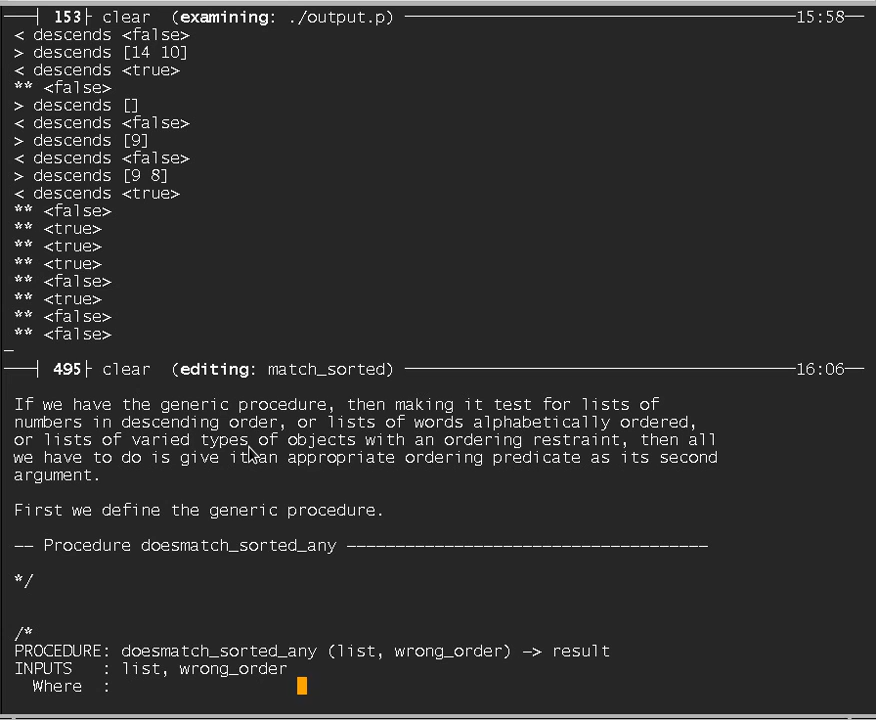 153 clear (examining: ./output.p) 15:58
< descends <false>
> descends [14 10]
< descends <true>
** <false>
> descends []
< descends <false>
> descends [9]
< descends <false>
> descends [9 8]
< descends <true>
** <false>
** <true>
** <true>
** <true>
** <false>
** <true>
** <false>
** <false>
495 clear (editing: match_sorted) 16:06
If we have the generic procedure, then making it test for lists of
numbers in descending order, or lists of words alphabetically ordered,
or lists of varied types of objects with an ordering restraint, then all
we have to do is give it an appropriate ordering predicate as its second
argument.
First we define the generic procedure.
-- Procedure doesmatch_sorted_any -------------------------------------
*/
/*
PROCEDURE: doesmatch_sorted_any (list, wrong_order) -> result
INPUTS   : list, wrong_order
  Where  :